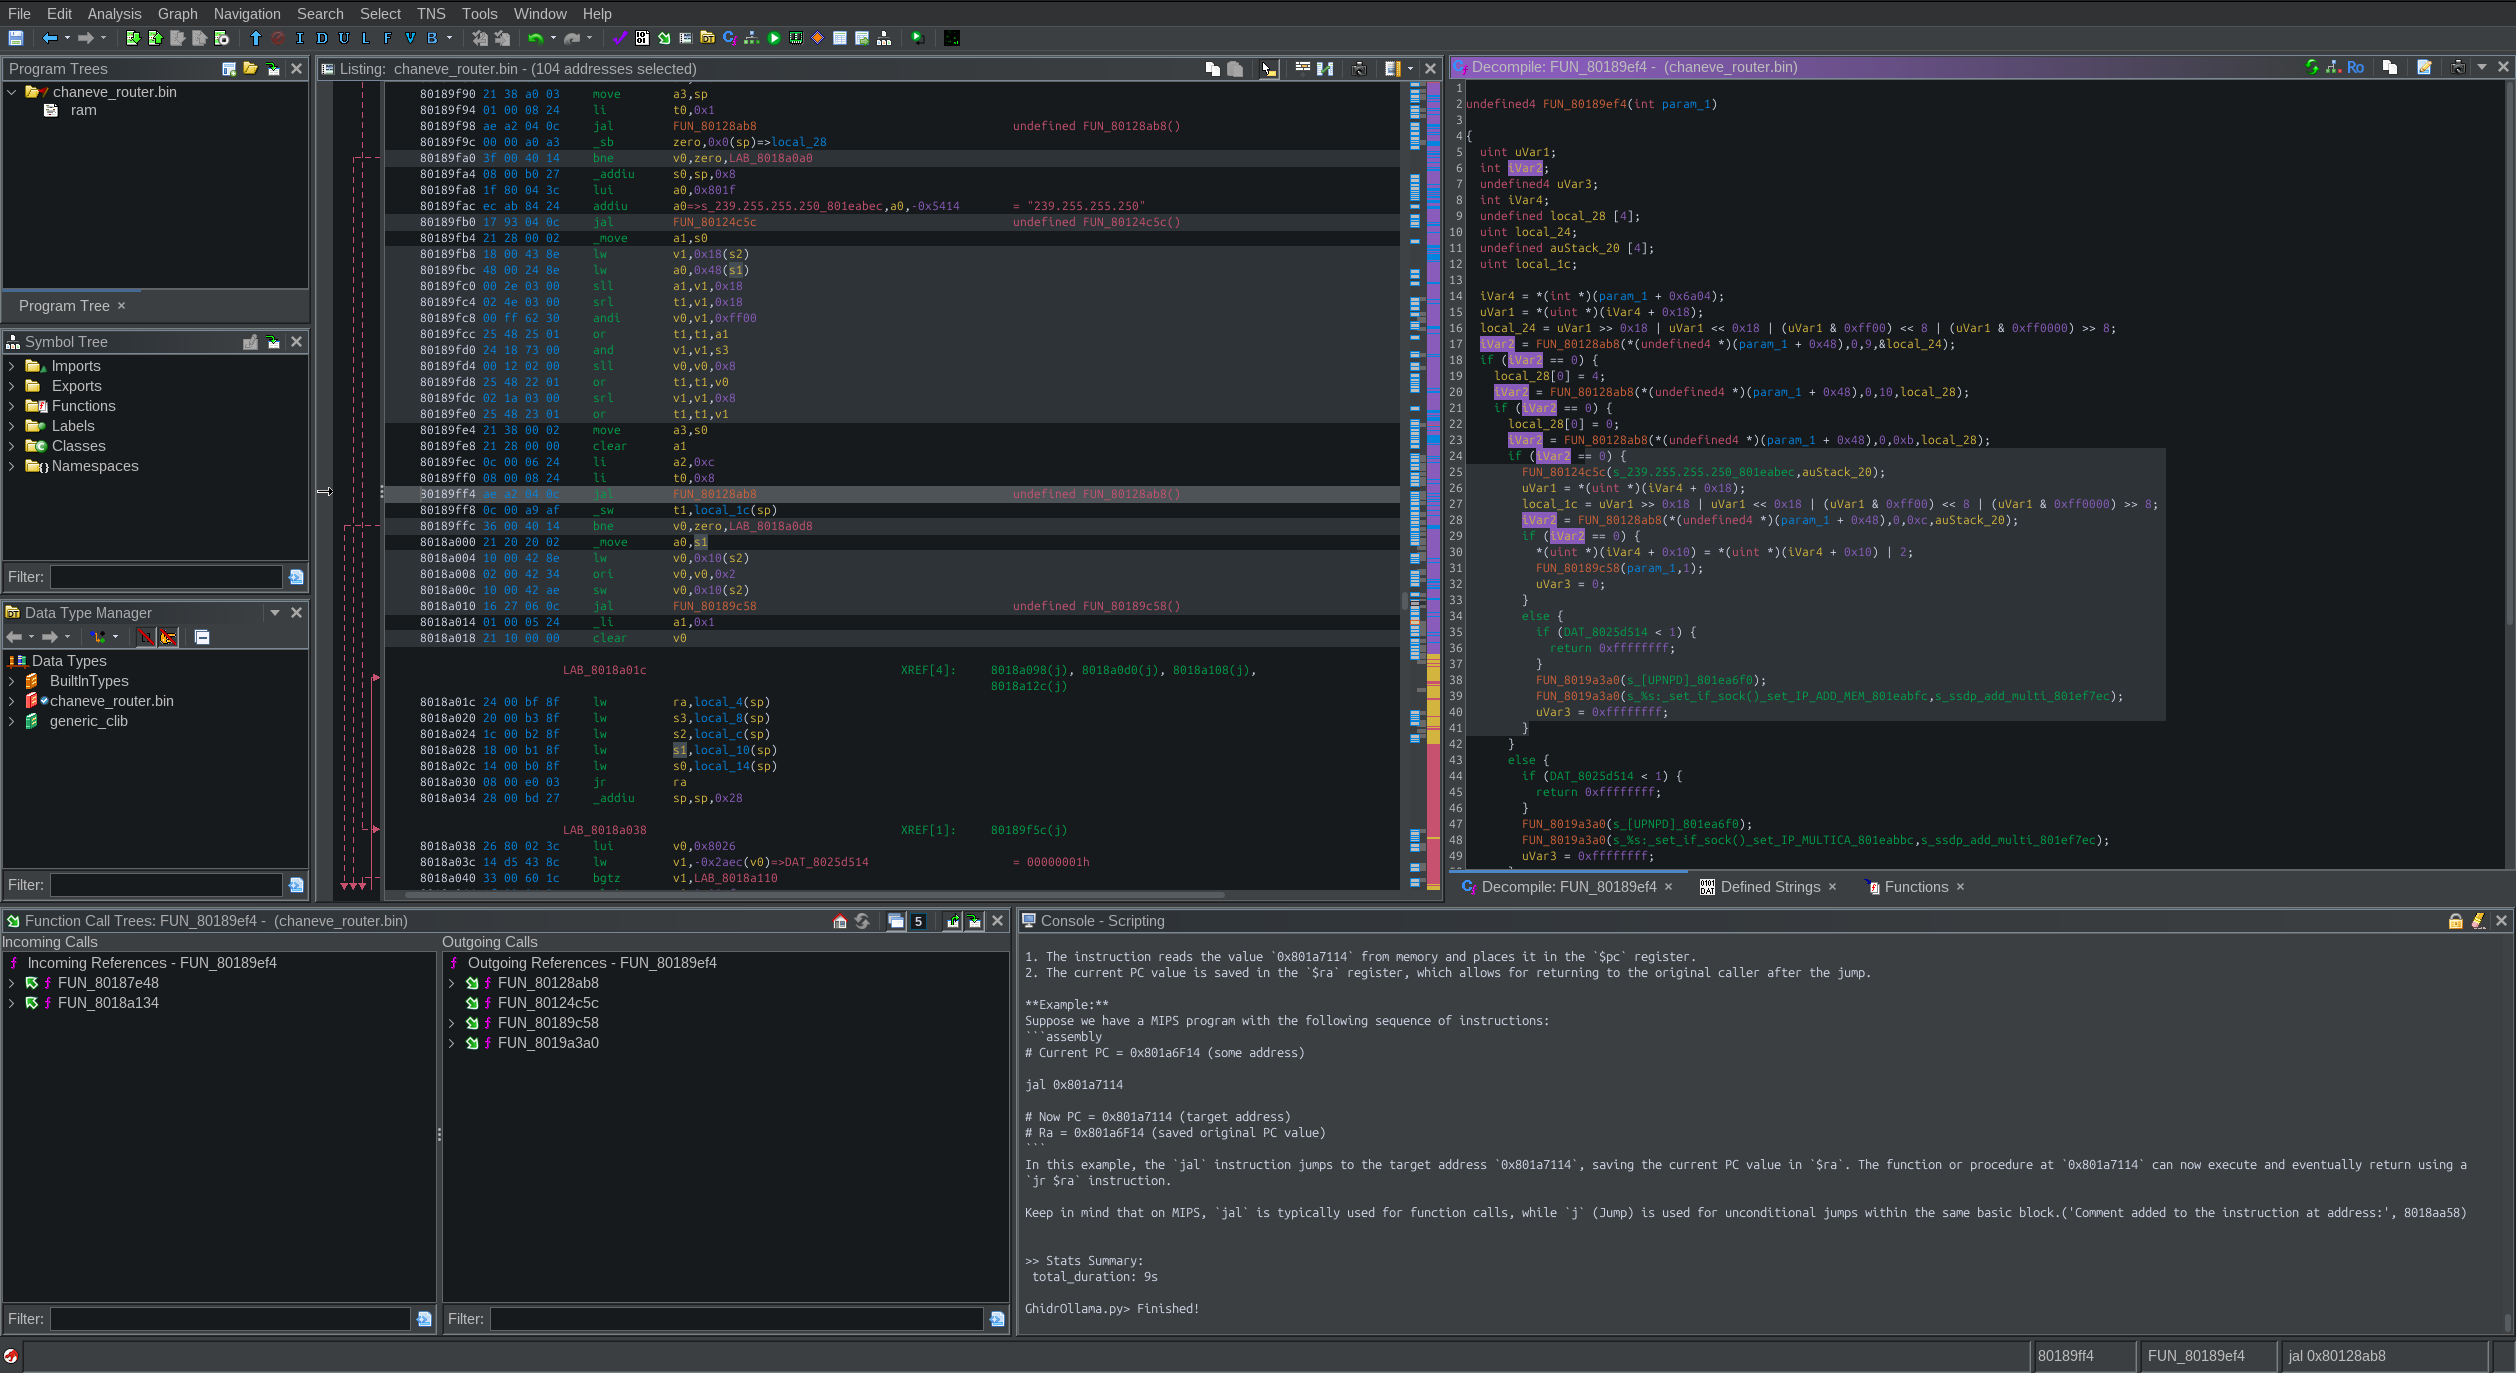 File Edit Analysis Graph Navigation Search Select TNS Tools Window Help
I D U L F V B
Program Trees
chaneve_router.bin
ram
Program Tree ×
Symbol Tree
Imports
Exports
Functions
Labels
Classes
Namespaces
Filter:
Data Type Manager
Data Types
BuiltInTypes
chaneve_router.bin
generic_clib
Filter:
Listing: chaneve_router.bin - (104 addresses selected)
80189f90 21 38 a0 03 move a3,sp
80189f94 01 00 08 24 li t0,0x1
80189f98 ae a2 04 0c jal FUN_80128ab8 undefined FUN_80128ab8()
80189f9c 00 00 a0 a3 _sb zero,0x0(sp)=>local_28
80189fa0 3f 00 40 14 bne v0,zero,LAB_8018a0a0
80189fa4 08 00 b0 27 _addiu s0,sp,0x8
80189fa8 1f 80 04 3c lui a0,0x801f
80189fac ec ab 84 24 addiu a0=>s_239.255.255.250_801eabec,a0,-0x5414 = "239.255.255.250"
80189fb0 17 93 04 0c jal FUN_80124c5c undefined FUN_80124c5c()
80189fb4 21 28 00 02 _move a1,s0
80189fb8 18 00 43 8e lw v1,0x18(s2)
80189fbc 48 00 24 8e lw a0,0x48(s1)
80189fc0 00 2e 03 00 sll a1,v1,0x18
80189fc4 02 4e 03 00 srl t1,v1,0x18
80189fc8 00 ff 62 30 andi v0,v1,0xff00
80189fcc 25 48 25 01 or t1,t1,a1
80189fd0 24 18 73 00 and v1,v1,s3
80189fd4 00 12 02 00 sll v0,v0,0x8
80189fd8 25 48 22 01 or t1,t1,v0
80189fdc 02 1a 03 00 srl v1,v1,0x8
80189fe0 25 48 23 01 or t1,t1,v1
80189fe4 21 38 00 02 move a3,s0
80189fe8 21 28 00 00 clear a1
80189fec 0c 00 06 24 li a2,0xc
80189ff0 08 00 08 24 li t0,0x8
80189ff4 ae a2 04 0c jal FUN_80128ab8 undefined FUN_80128ab8()
80189ff8 0c 00 a9 af _sw t1,local_1c(sp)
80189ffc 36 00 40 14 bne v0,zero,LAB_8018a0d8
8018a000 21 20 20 02 _move a0,s1
8018a004 10 00 42 8e lw v0,0x10(s2)
8018a008 02 00 42 34 ori v0,v0,0x2
8018a00c 10 00 42 ae sw v0,0x10(s2)
8018a010 16 27 06 0c jal FUN_80189c58 undefined FUN_80189c58()
8018a014 01 00 05 24 _li a1,0x1
8018a018 21 10 00 00 clear v0
LAB_8018a01c XREF[4]: 8018a098(j), 8018a0d0(j), 8018a108(j),
8018a12c(j)
8018a01c 24 00 bf 8f lw ra,local_4(sp)
8018a020 20 00 b3 8f lw s3,local_8(sp)
8018a024 1c 00 b2 8f lw s2,local_c(sp)
8018a028 18 00 b1 8f lw s1,local_10(sp)
8018a02c 14 00 b0 8f lw s0,local_14(sp)
8018a030 08 00 e0 03 jr ra
8018a034 28 00 bd 27 _addiu sp,sp,0x28
LAB_8018a038 XREF[1]: 80189f5c(j)
8018a038 26 80 02 3c lui v0,0x8026
8018a03c 14 d5 43 8c lw v1,-0x2aec(v0)=>DAT_8025d514 = 00000001h
8018a040 33 00 60 1c bgtz v1,LAB_8018a110
Decompile: FUN_80189ef4 - (chaneve_router.bin)
Ro
1
2 undefined4 FUN_80189ef4(int param_1)
3
4 {
5 uint uVar1;
6 int iVar2;
7 undefined4 uVar3;
8 int iVar4;
9 undefined local_28 [4];
10 uint local_24;
11 undefined auStack_20 [4];
12 uint local_1c;
13
14 iVar4 = *(int *)(param_1 + 0x6a04);
15 uVar1 = *(uint *)(iVar4 + 0x18);
16 local_24 = uVar1 >> 0x18 | uVar1 << 0x18 | (uVar1 & 0xff00) << 8 | (uVar1 & 0xff0000) >> 8;
17 iVar2 = FUN_80128ab8(*(undefined4 *)(param_1 + 0x48),0,9,&local_24);
18 if (iVar2 == 0) {
19 local_28[0] = 4;
20 iVar2 = FUN_80128ab8(*(undefined4 *)(param_1 + 0x48),0,10,local_28);
21 if (iVar2 == 0) {
22 local_28[0] = 0;
23 iVar2 = FUN_80128ab8(*(undefined4 *)(param_1 + 0x48),0,0xb,local_28);
24 if (iVar2 == 0) {
25 FUN_80124c5c(s_239.255.255.250_801eabec,auStack_20);
26 uVar1 = *(uint *)(iVar4 + 0x18);
27 local_1c = uVar1 >> 0x18 | uVar1 << 0x18 | (uVar1 & 0xff00) << 8 | (uVar1 & 0xff0000) >> 8;
28 iVar2 = FUN_80128ab8(*(undefined4 *)(param_1 + 0x48),0,0xc,auStack_20);
29 if (iVar2 == 0) {
30 *(uint *)(iVar4 + 0x10) = *(uint *)(iVar4 + 0x10) | 2;
31 FUN_80189c58(param_1,1);
32 uVar3 = 0;
33 }
34 else {
35 if (DAT_8025d514 < 1) {
36 return 0xffffffff;
37 }
38 FUN_8019a3a0(s_[UPNPD]_801ea6f0);
39 FUN_8019a3a0(s_%s:_set_if_sock()_set_IP_ADD_MEM_801eabfc,s_ssdp_add_multi_801ef7ec);
40 uVar3 = 0xffffffff;
41 }
42 }
43 else {
44 if (DAT_8025d514 < 1) {
45 return 0xffffffff;
46 }
47 FUN_8019a3a0(s_[UPNPD]_801ea6f0);
48 FUN_8019a3a0(s_%s:_set_if_sock()_set_IP_MULTICA_801eabbc,s_ssdp_add_multi_801ef7ec);
49 uVar3 = 0xffffffff;
Decompile: FUN_80189ef4 × Defined Strings × Functions ×
Function Call Trees: FUN_80189ef4 - (chaneve_router.bin)
5
Incoming Calls
Incoming References - FUN_80189ef4
FUN_80187e48
FUN_8018a134
Filter:
Outgoing Calls
Outgoing References - FUN_80189ef4
FUN_80128ab8
FUN_80124c5c
FUN_80189c58
FUN_8019a3a0
Filter:
Console - Scripting
1. The instruction reads the value `0x801a7114` from memory and places it in the `$pc` register.
2. The current PC value is saved in the `$ra` register, which allows for returning to the original caller after the jump.
**Example:**
Suppose we have a MIPS program with the following sequence of instructions:
```assembly
# Current PC = 0x801a6F14 (some address)
jal 0x801a7114
# Now PC = 0x801a7114 (target address)
# Ra = 0x801a6F14 (saved original PC value)
```
In this example, the `jal` instruction jumps to the target address `0x801a7114`, saving the current PC value in `$ra`. The function or procedure at `0x801a7114` can now execute and eventually return using a
`jr $ra` instruction.
Keep in mind that on MIPS, `jal` is typically used for function calls, while `j` (Jump) is used for unconditional jumps within the same basic block.('Comment added to the instruction at address:', 8018aa58)
>> Stats Summary:
total_duration: 9s
GhidrOllama.py> Finished!
80189ff4 FUN_80189ef4 jal 0x80128ab8